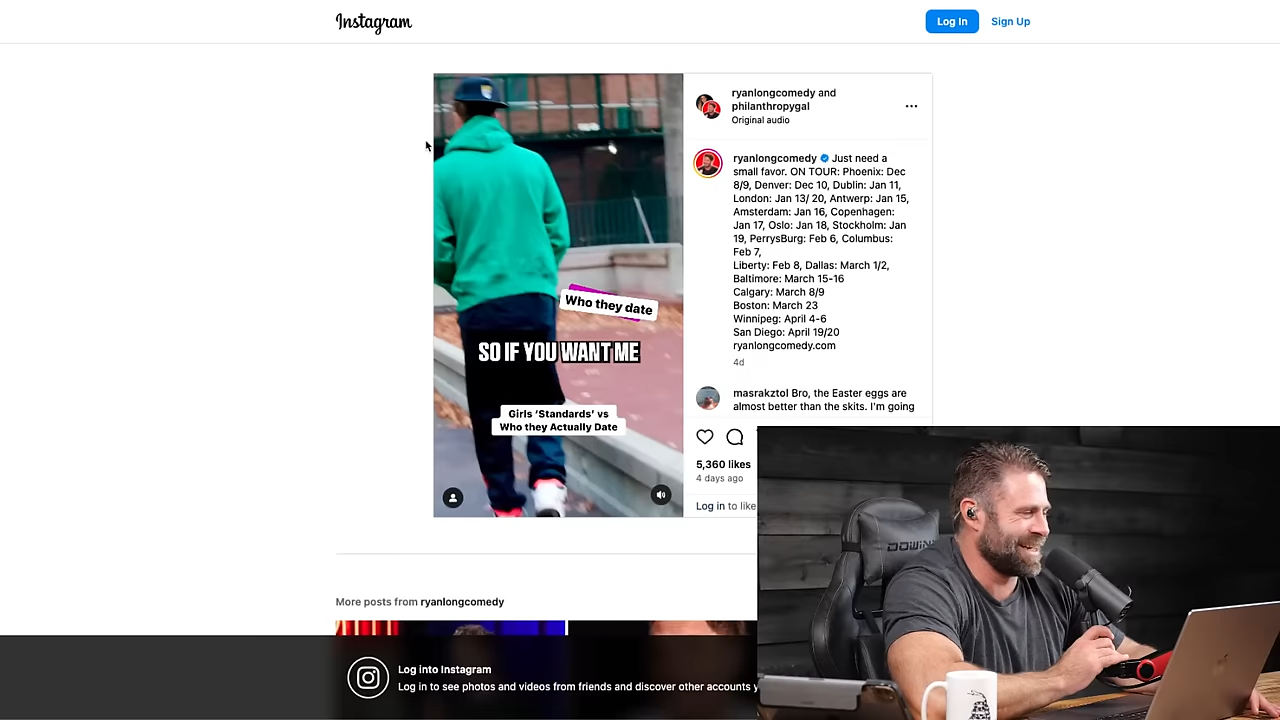 Instagram
Log In
Sign Up
Who they date
SO IF YOU WANT ME
Girls ‘Standards’ vs
Who they Actually Date
ryanlongcomedy and
philanthropygal
Original audio
ryanlongcomedy Just need a
small favor. ON TOUR: Phoenix: Dec
8/9, Denver: Dec 10, Dublin: Jan 11,
London: Jan 13/ 20, Antwerp: Jan 15,
Amsterdam: Jan 16, Copenhagen:
Jan 17, Oslo: Jan 18, Stockholm: Jan
19, PerrysBurg: Feb 6, Columbus:
Feb 7,
Liberty: Feb 8, Dallas: March 1/2,
Baltimore: March 15-16
Calgary: March 8/9
Boston: March 23
Winnipeg: April 4-6
San Diego: April 19/20
ryanlongcomedy.com
4d
masrakztol Bro, the Easter eggs are
almost better than the skits. I'm going
5,360 likes
4 days ago
Log in to like
More posts from ryanlongcomedy
Log into Instagram
Log in to see photos and videos from friends and discover other accounts
DOWINX